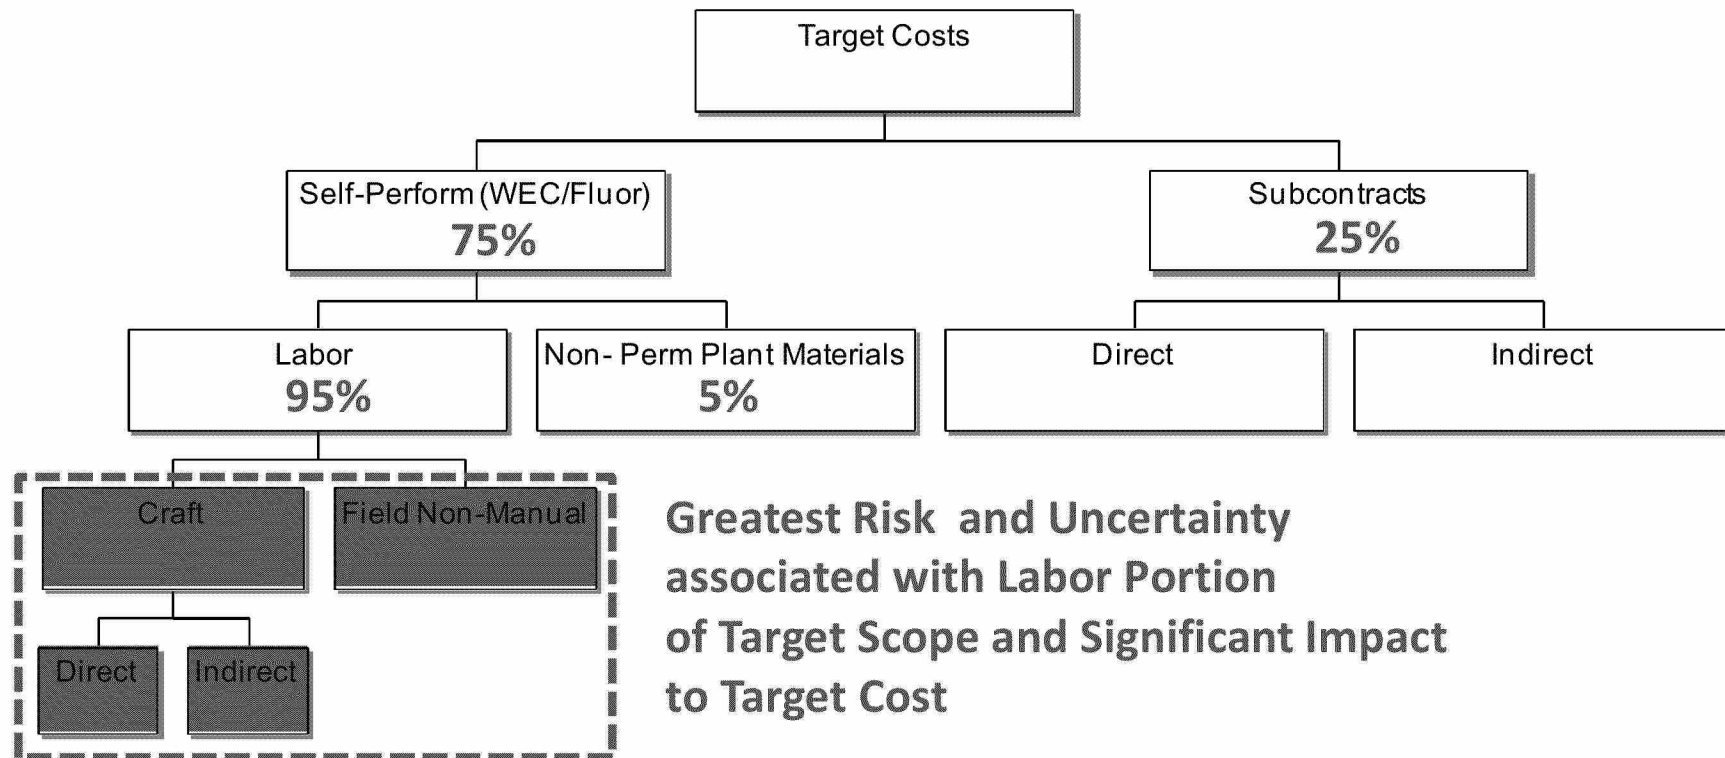 Target Costs
Self-Perform (WEC/Fluor)
75%
Subcontracts
25%
Labor
95%
Non- Perm Plant Materials
5%
Direct
Indirect
Craft
Field Non-Manual
Direct
Indirect
Greatest Risk and Uncertainty
associated with Labor Portion
of Target Scope and Significant Impact
to Target Cost